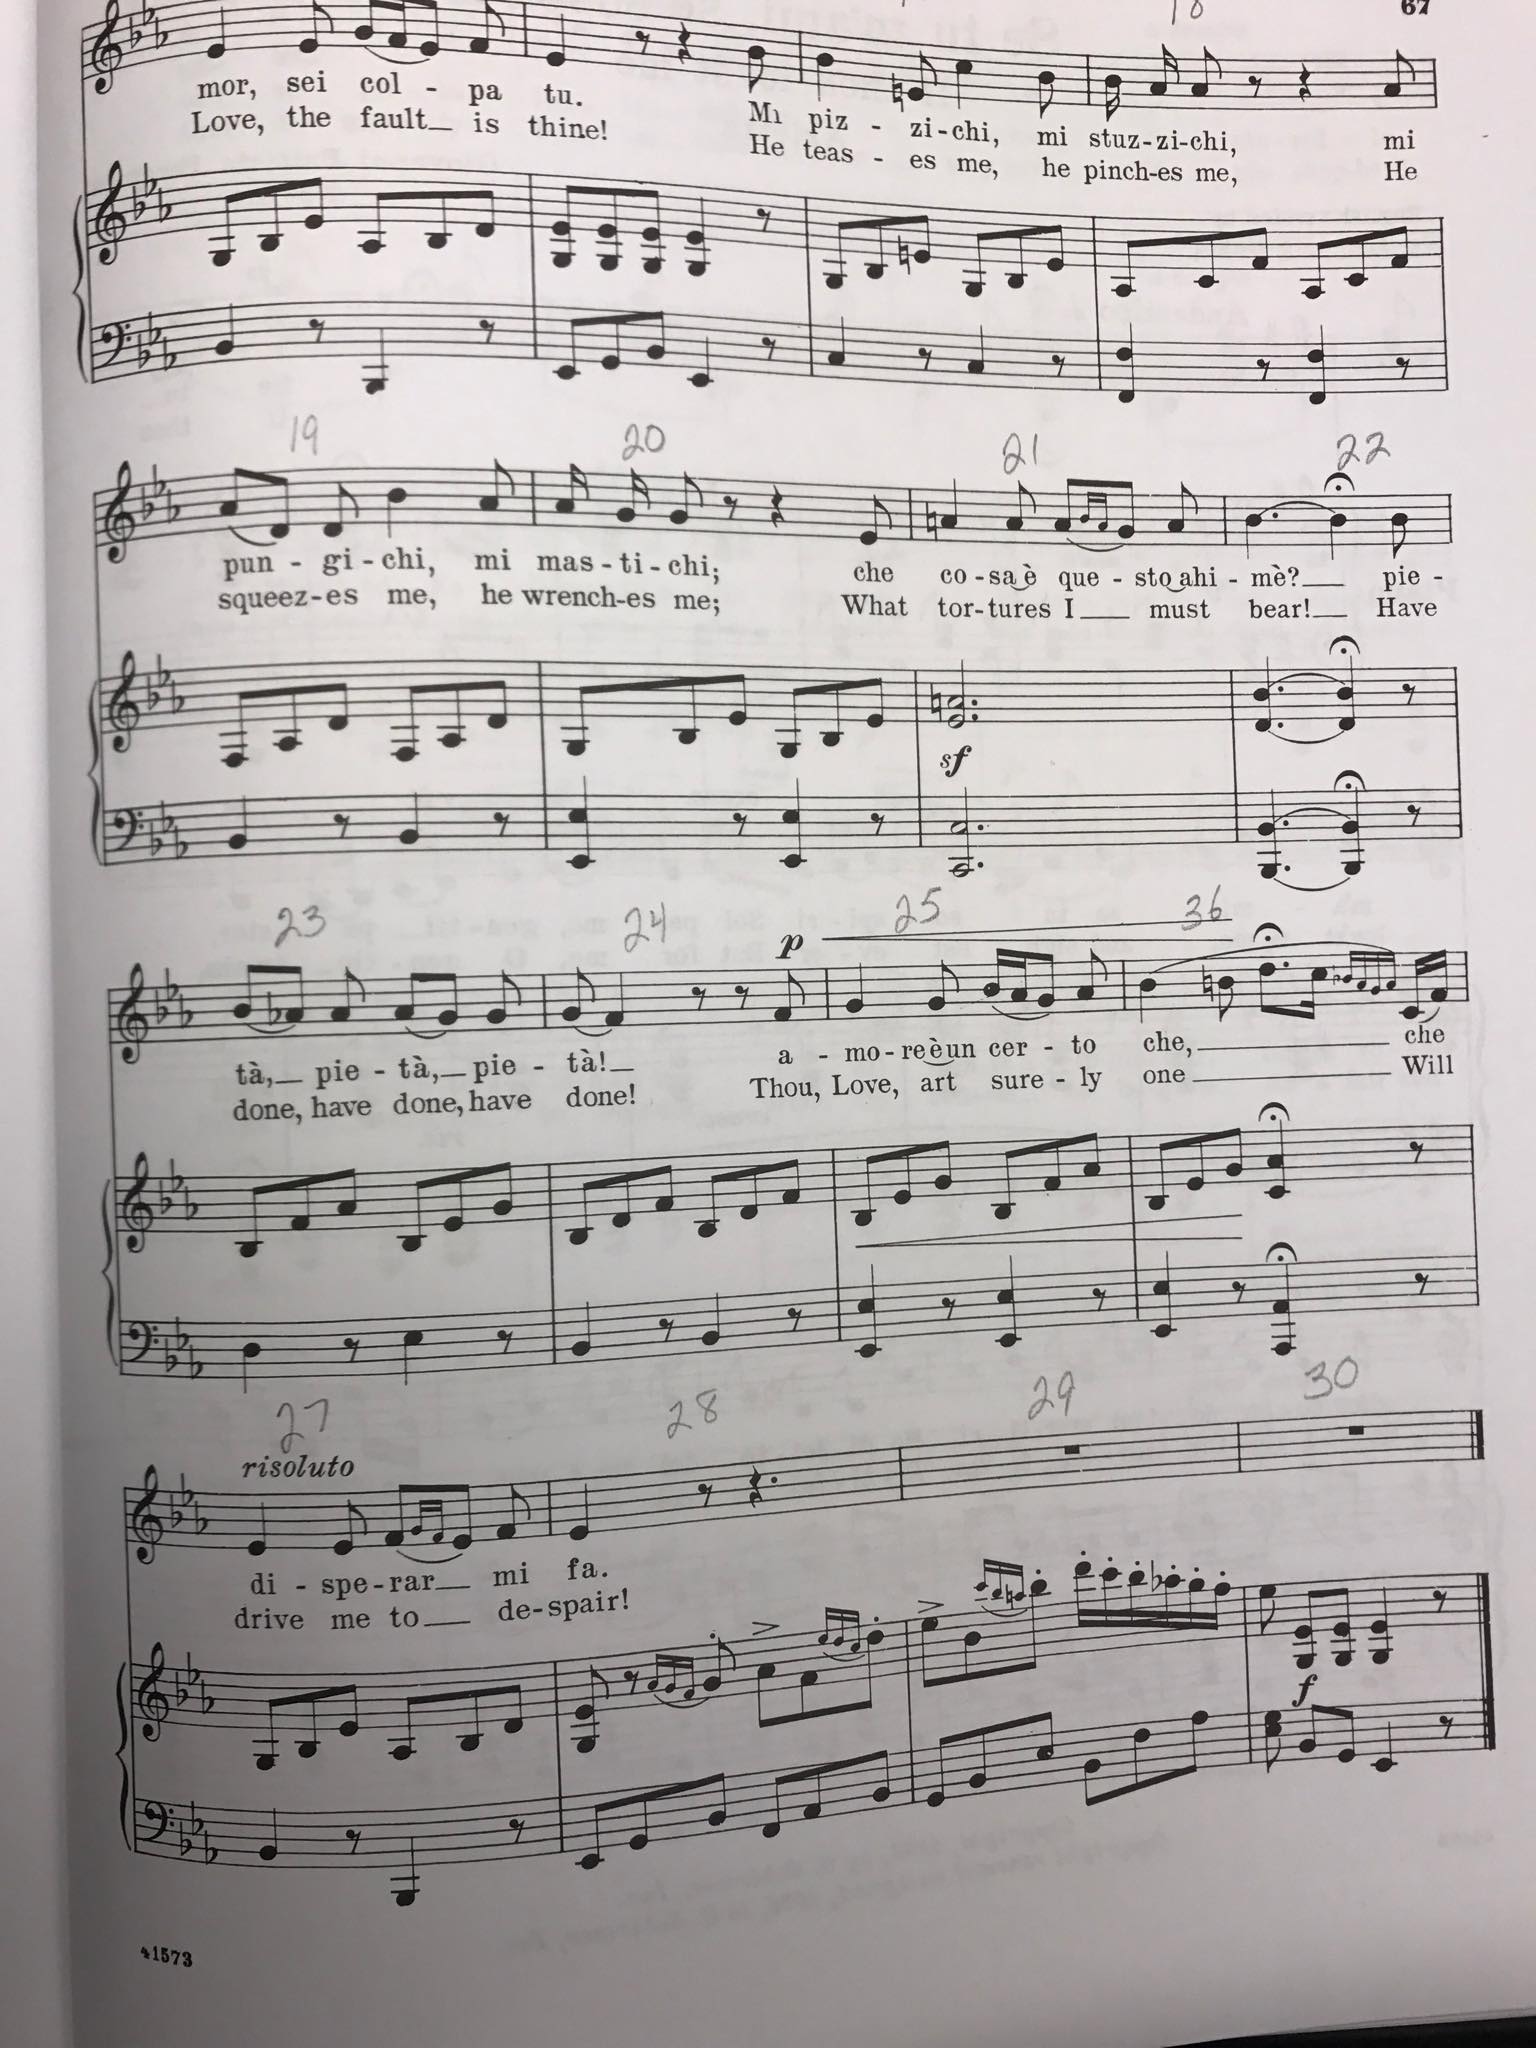 18 67
mor, sei col - pa tu. Mi piz - zi-chi, mi stuz-zi-chi, mi
Love, the fault is thine! He teas - es me, he pinch-es me, He
19 20 21 22
pun - gi - chi, mi mas-ti-chi; che co-sa è que - sto ahi - mè? pie -
squeez-es me, he wrench-es me; What tor-tures I must bear! Have
sf
23 24 25 36
p
tà, pie - tà, pie - tà! a - mo-re è un cer - to che, che
done, have done, have done! Thou, Love, art sure - ly one Will
27 28 29 30
risoluto
di - spe-rar mi fa.
drive me to de-spair!
f
41573